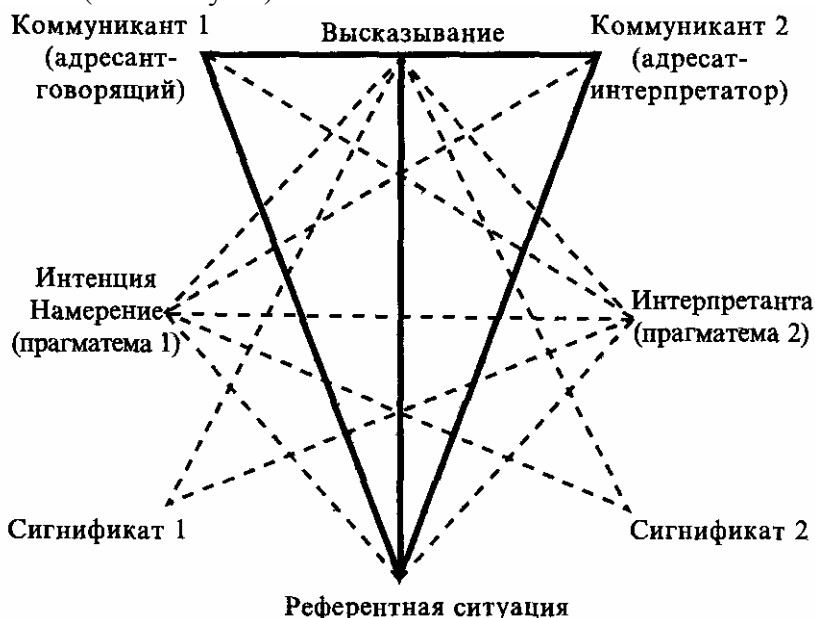 Коммуникант 1
(адресант-
говорящий)
Высказывание
Коммуникант 2
(адресат-
интерпретатор)
Интенция
Намерение
(прагматема 1)
Интерпретанта
(прагматема 2)
Сигнификат 1
Сигнификат 2
Референтная ситуация